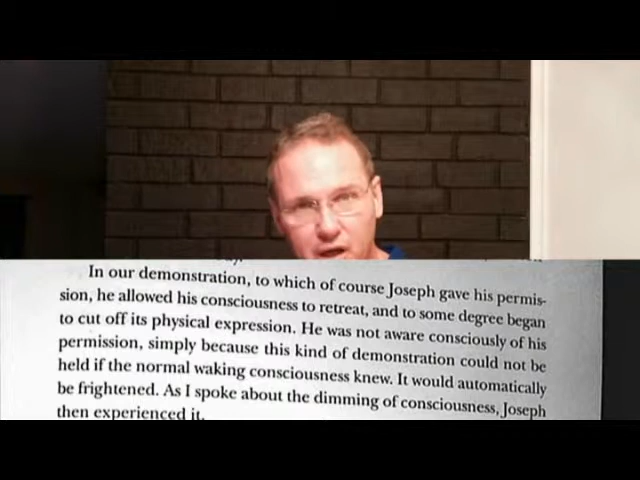 In our demonstration, to which of course Joseph gave his permis-
sion, he allowed his consciousness to retreat, and to some degree began
to cut off its physical expression. He was not aware consciously of his
permission, simply because this kind of demonstration could not be
held if the normal waking consciousness knew. It would automatically
be frightened. As I spoke about the dimming of consciousness, Joseph
then experienced it.